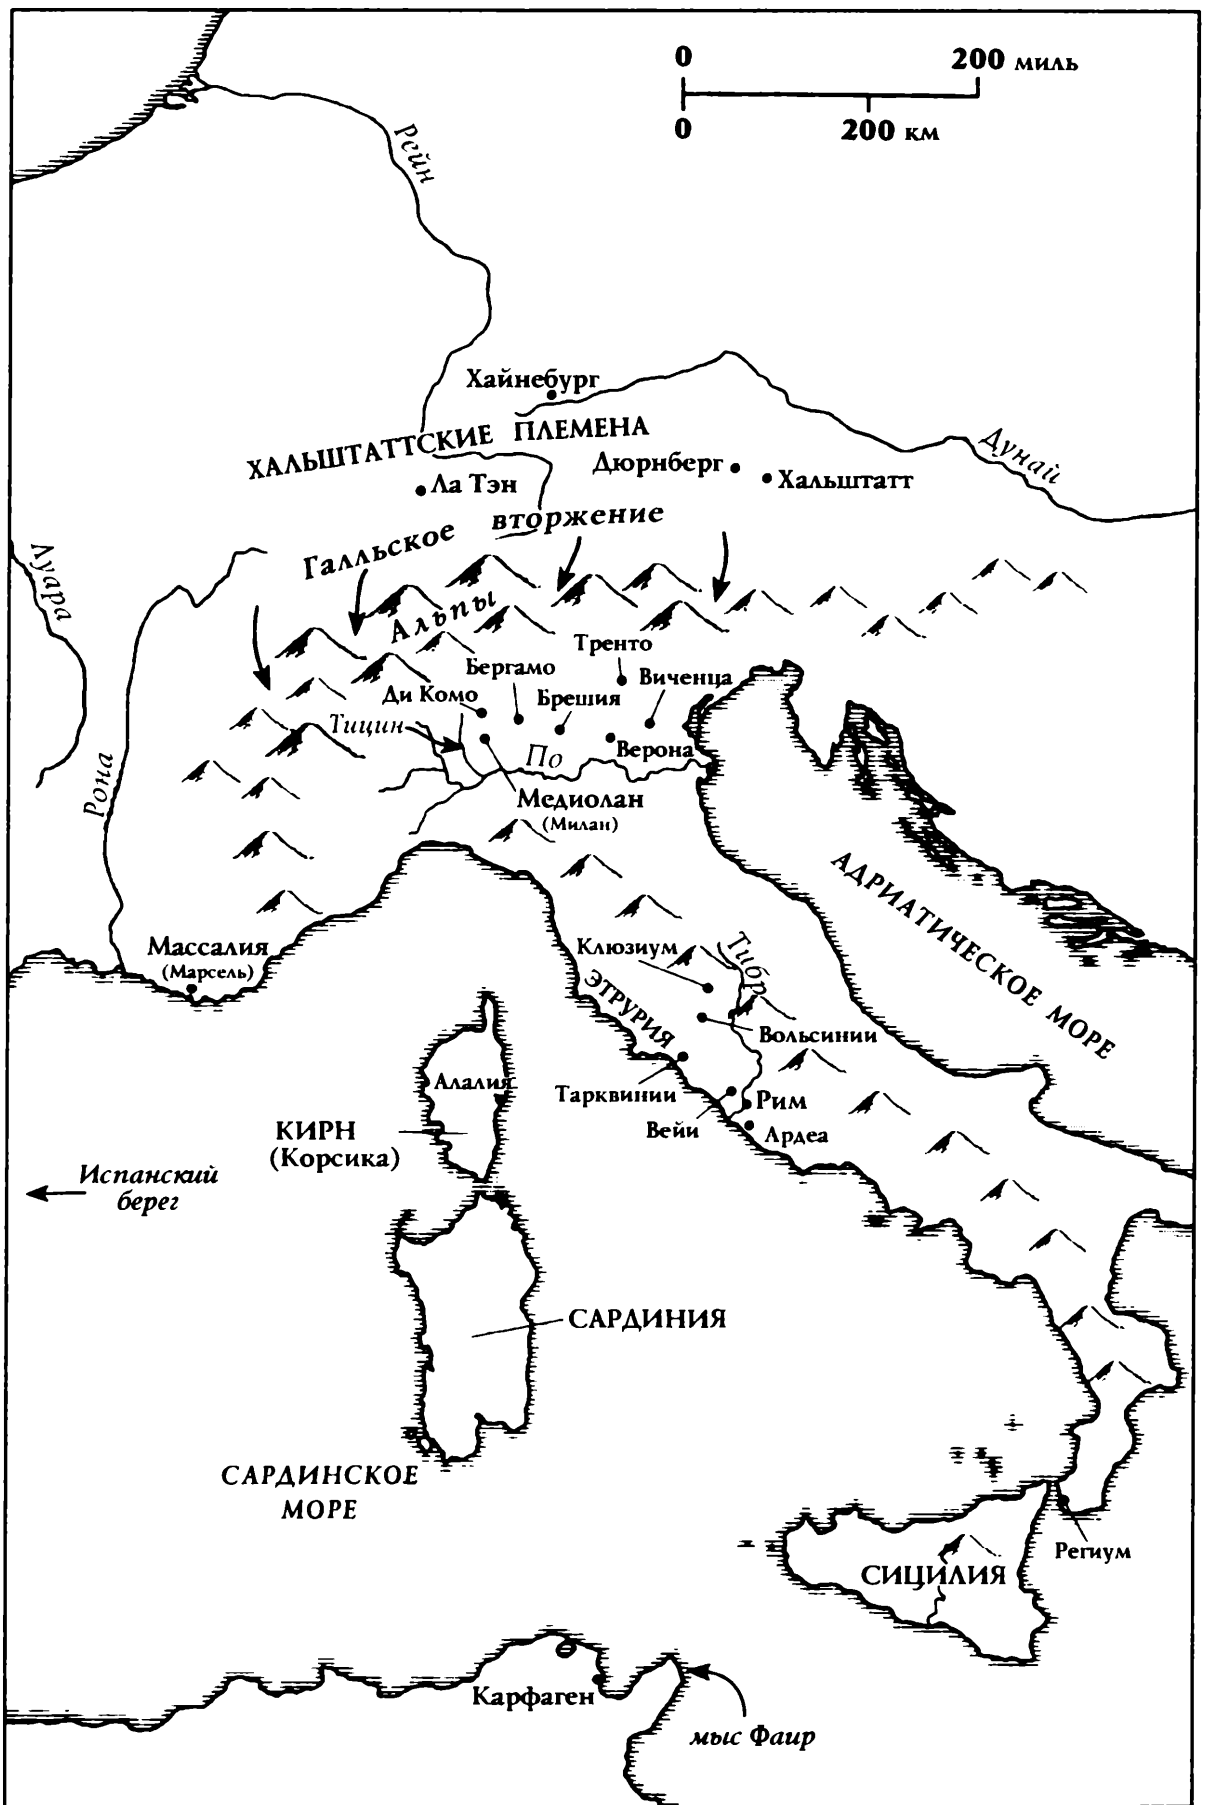 0 200 миль
0 200 км
Рейн
Хайнебург
ХАЛЬШТАТТСКИЕ ПЛЕМЕНА
Дунай
Дюрнберг
Хальштатт
Ла Тэн
Галльское вторжение
Луара
Альпы
Тренто
Бергамо
Виченца
Ди Комо
Брешия
Тицин
По
Верона
Рона
Медиолан
(Милан)
АДРИАТИЧЕСКОЕ МОРЕ
Массалия
(Марсель)
Клюзиум
Тибр
ЭТРУРИЯ
Вольсинии
Алалия
Тарквинии
Рим
Вейи
Ардеа
КИРН
(Корсика)
Испанский
берег
САРДИНИЯ
САРДИНСКОЕ
МОРЕ
Региум
СИЦИЛИЯ
Карфаген
мыс Фаир